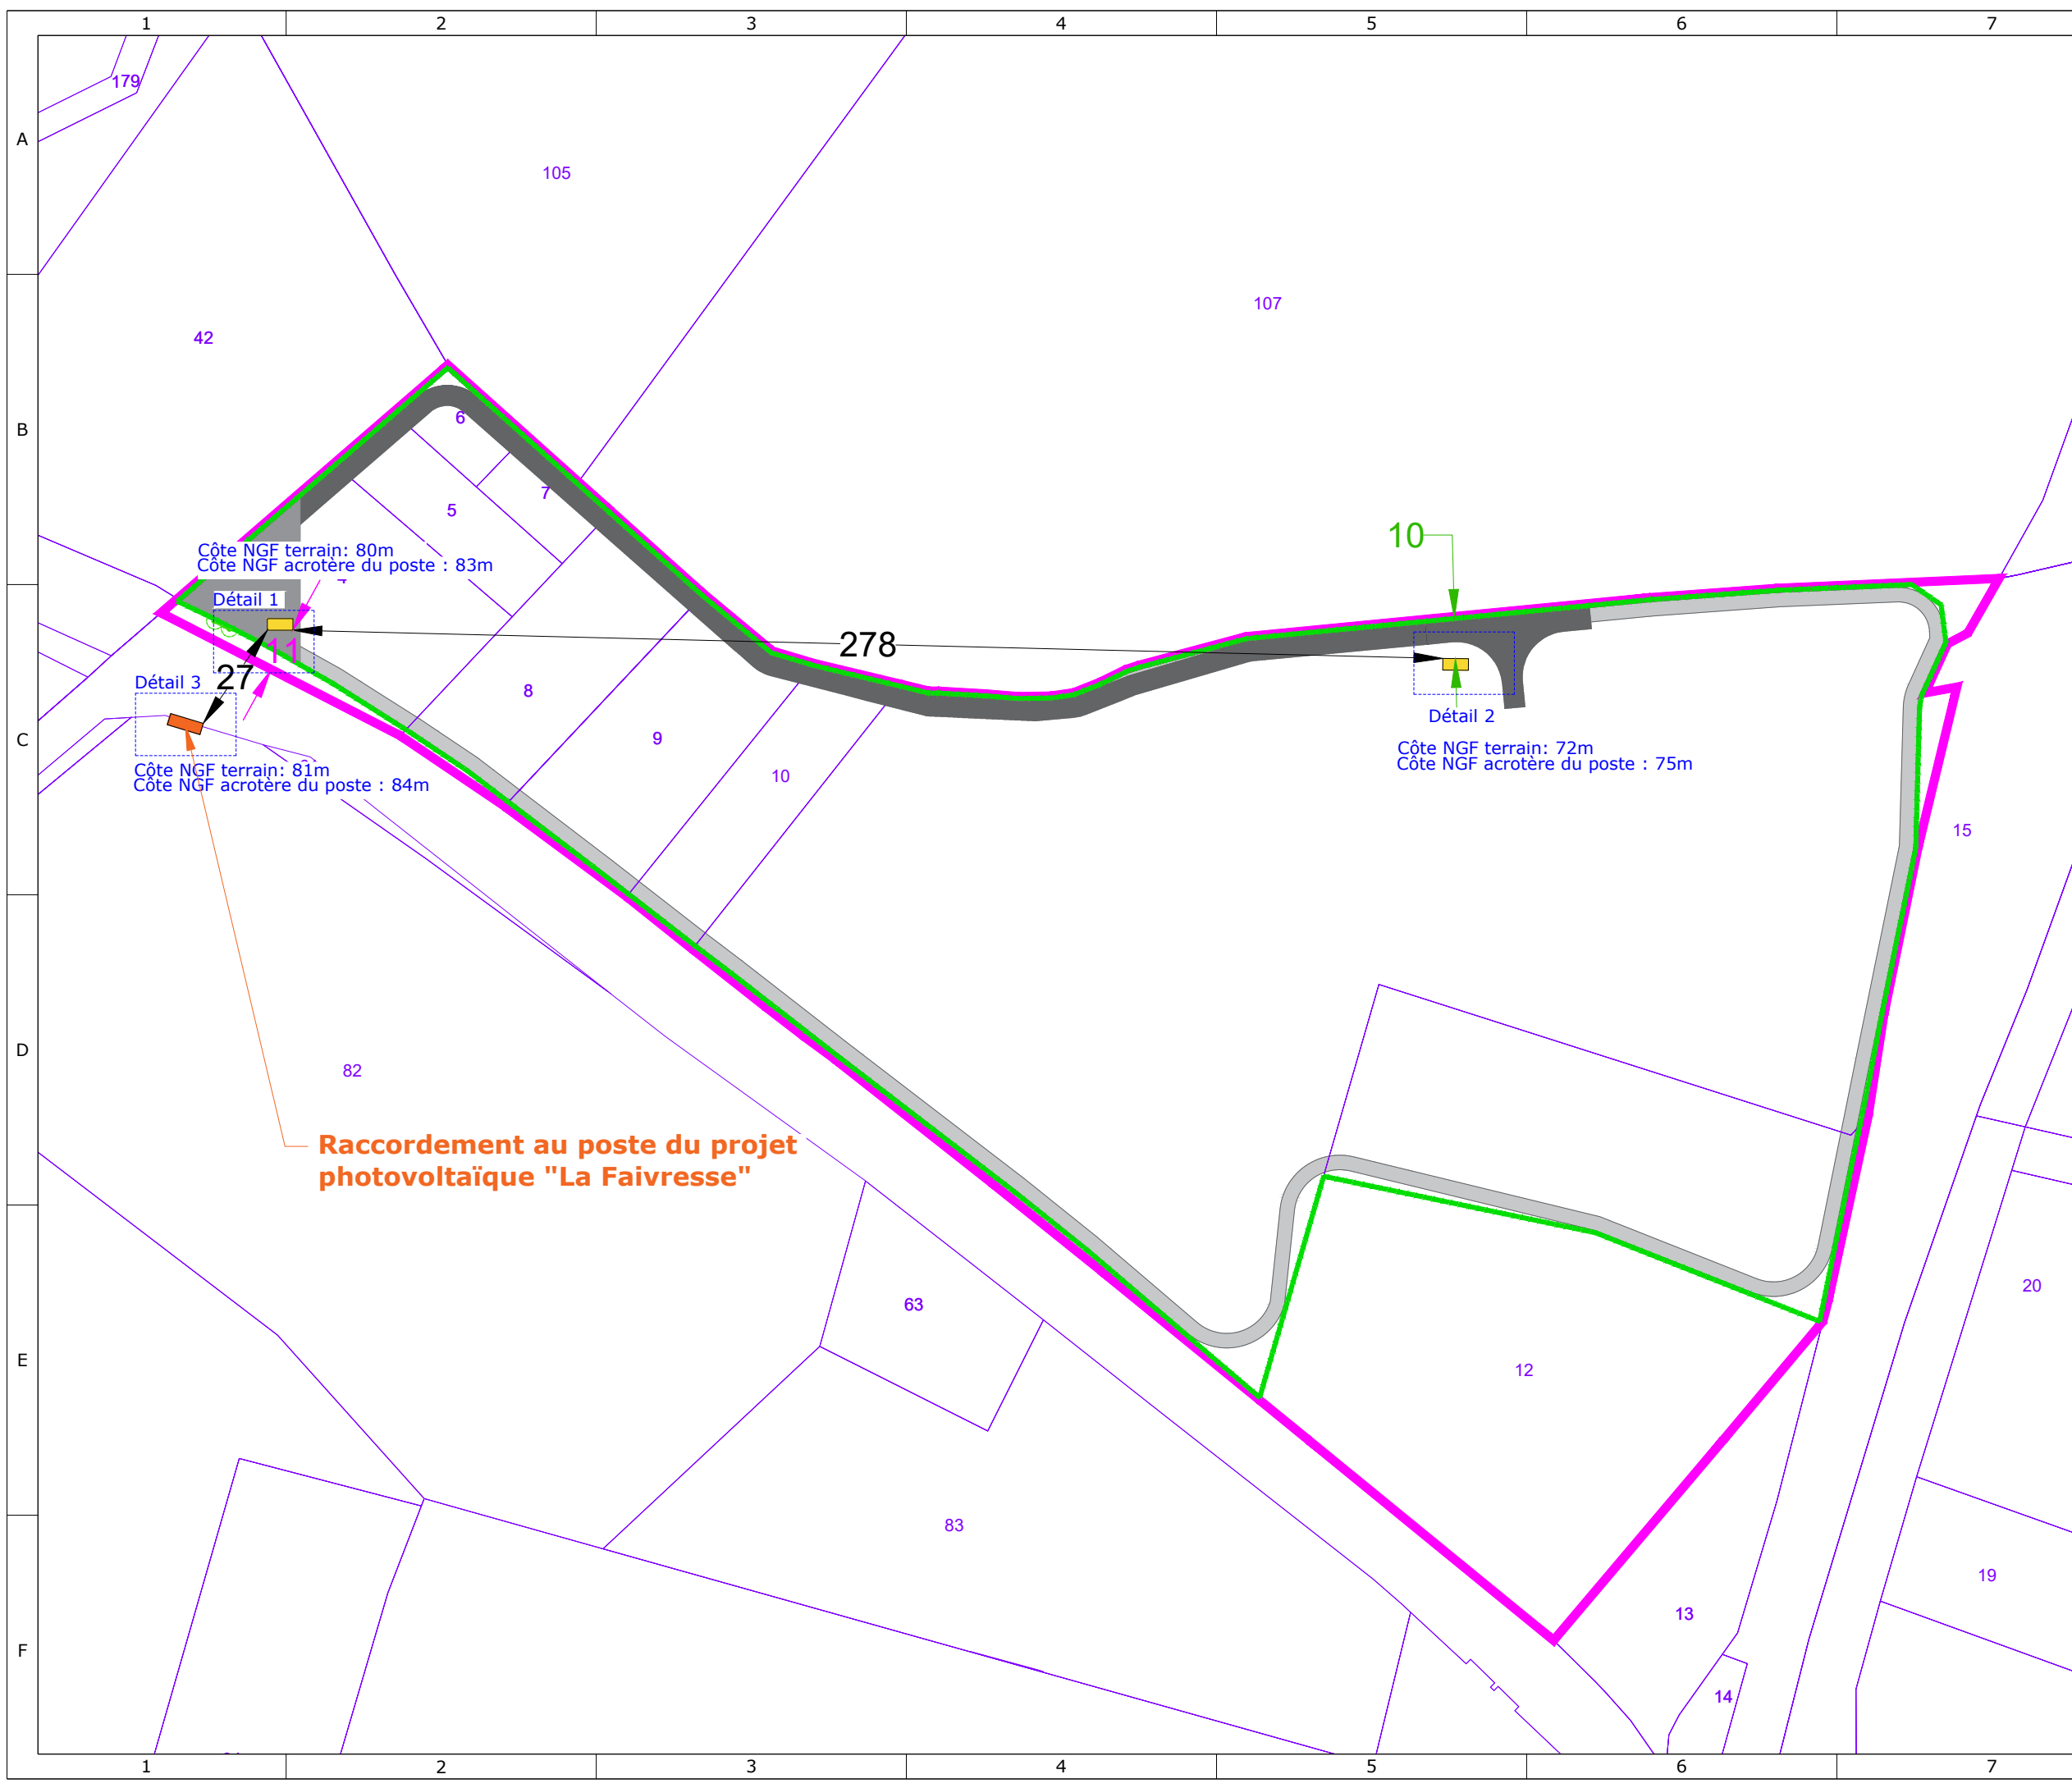 1 2 3 4 5 6 7
179
A
105
107
42
B
6
7
5
10
Côte NGF terrain: 80m
Côte NGF acrotère du poste : 83m
4
Détail 1
278
11
27
Détail 3
8
Détail 2
9
C
Côte NGF terrain: 72m
Côte NGF acrotère du poste : 75m
Côte NGF terrain: 81m
Côte NGF acrotère du poste : 84m
10
15
D
82
Raccordement au poste du projet
photovoltaïque "La Faivresse"
20
63
E
12
83
19
13
F
14
1 2 3 4 5 6 7